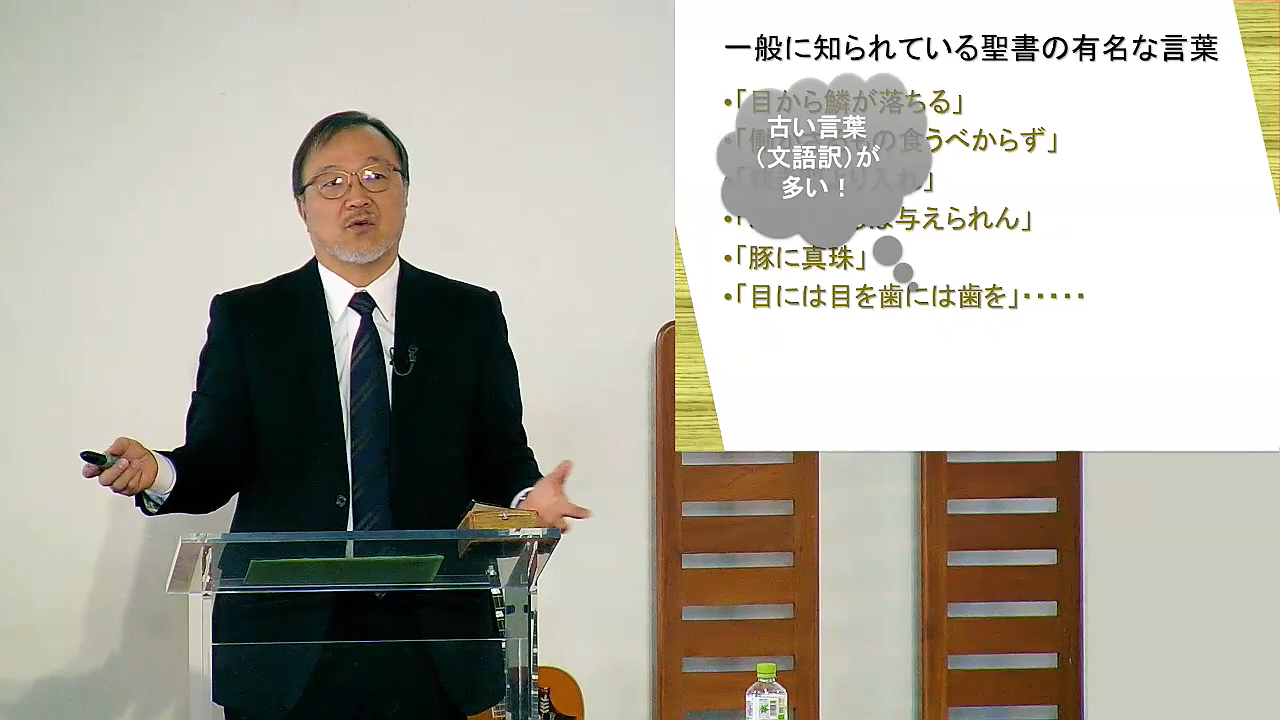 一般に知られている聖書の有名な言葉
•「目から鱗が落ちる」
•「働 の食うべからず」
入れ」
•「 は与えられん」
•「豚に真珠」
•「目には目を歯には歯を」・・・・・
古い言葉
（文語訳）が
多い！